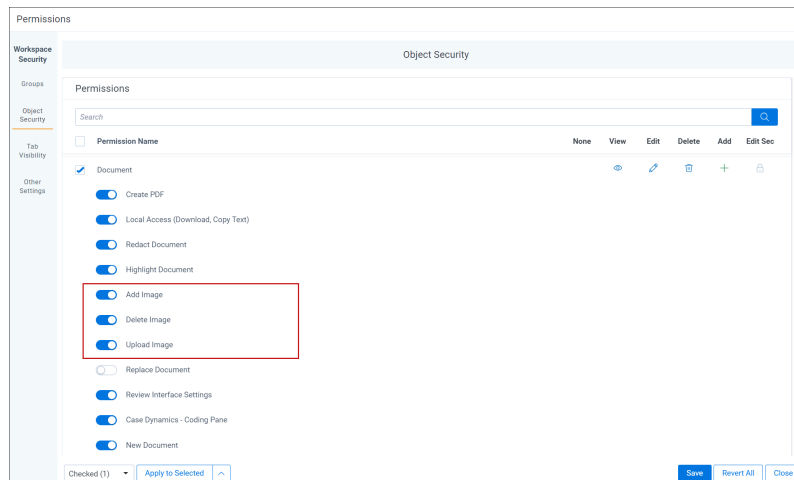 Permissions
Workspace
Security
Groups
Object
Security
Tab
Visibility
Other
Settings
Object Security
Permissions
Search
Permission Name None View Edit Delete Add Edit Sec
Document
Create PDF
Local Access (Download, Copy Text)
Redact Document
Highlight Document
Add Image
Delete Image
Upload Image
Replace Document
Review Interface Settings
Case Dynamics - Coding Pane
New Document
Checked (1) Apply to Selected Save Revert All Close